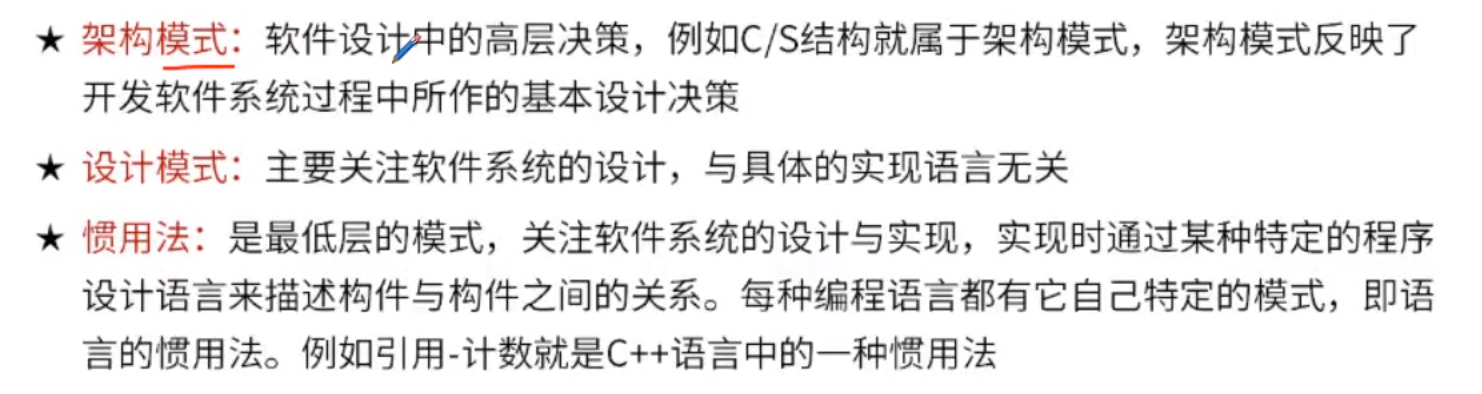 ★ 架构模式：软件设计中的高层决策，例如C/S结构就属于架构模式，架构模式反映了
开发软件系统过程中所作的基本设计决策
★ 设计模式：主要关注软件系统的设计，与具体的实现语言无关
★ 惯用法：是最低层的模式，关注软件系统的设计与实现，实现时通过某种特定的程序
设计语言来描述构件与构件之间的关系。每种编程语言都有它自己特定的模式，即语
言的惯用法。例如引用-计数就是C++语言中的一种惯用法